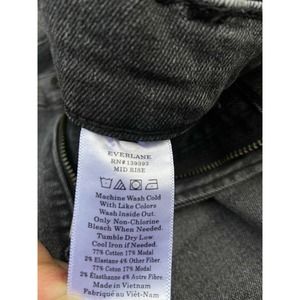 EVERLANE
RN# 139393
MID RISE
Machine Wash Cold
With Like Colors
Wash Inside Out.
Only Non-Chlorine
Bleach When Needed.
Tumble Dry Low
Cool Iron if Needed.
77% Cotton 17% Modal
2% Elastane 4% Other Fibre
77% Coton 17% Modal
2% Élasthanne 4% Autre Fibre
Made in Vietnam
Fabriqué au Viêt-Nam